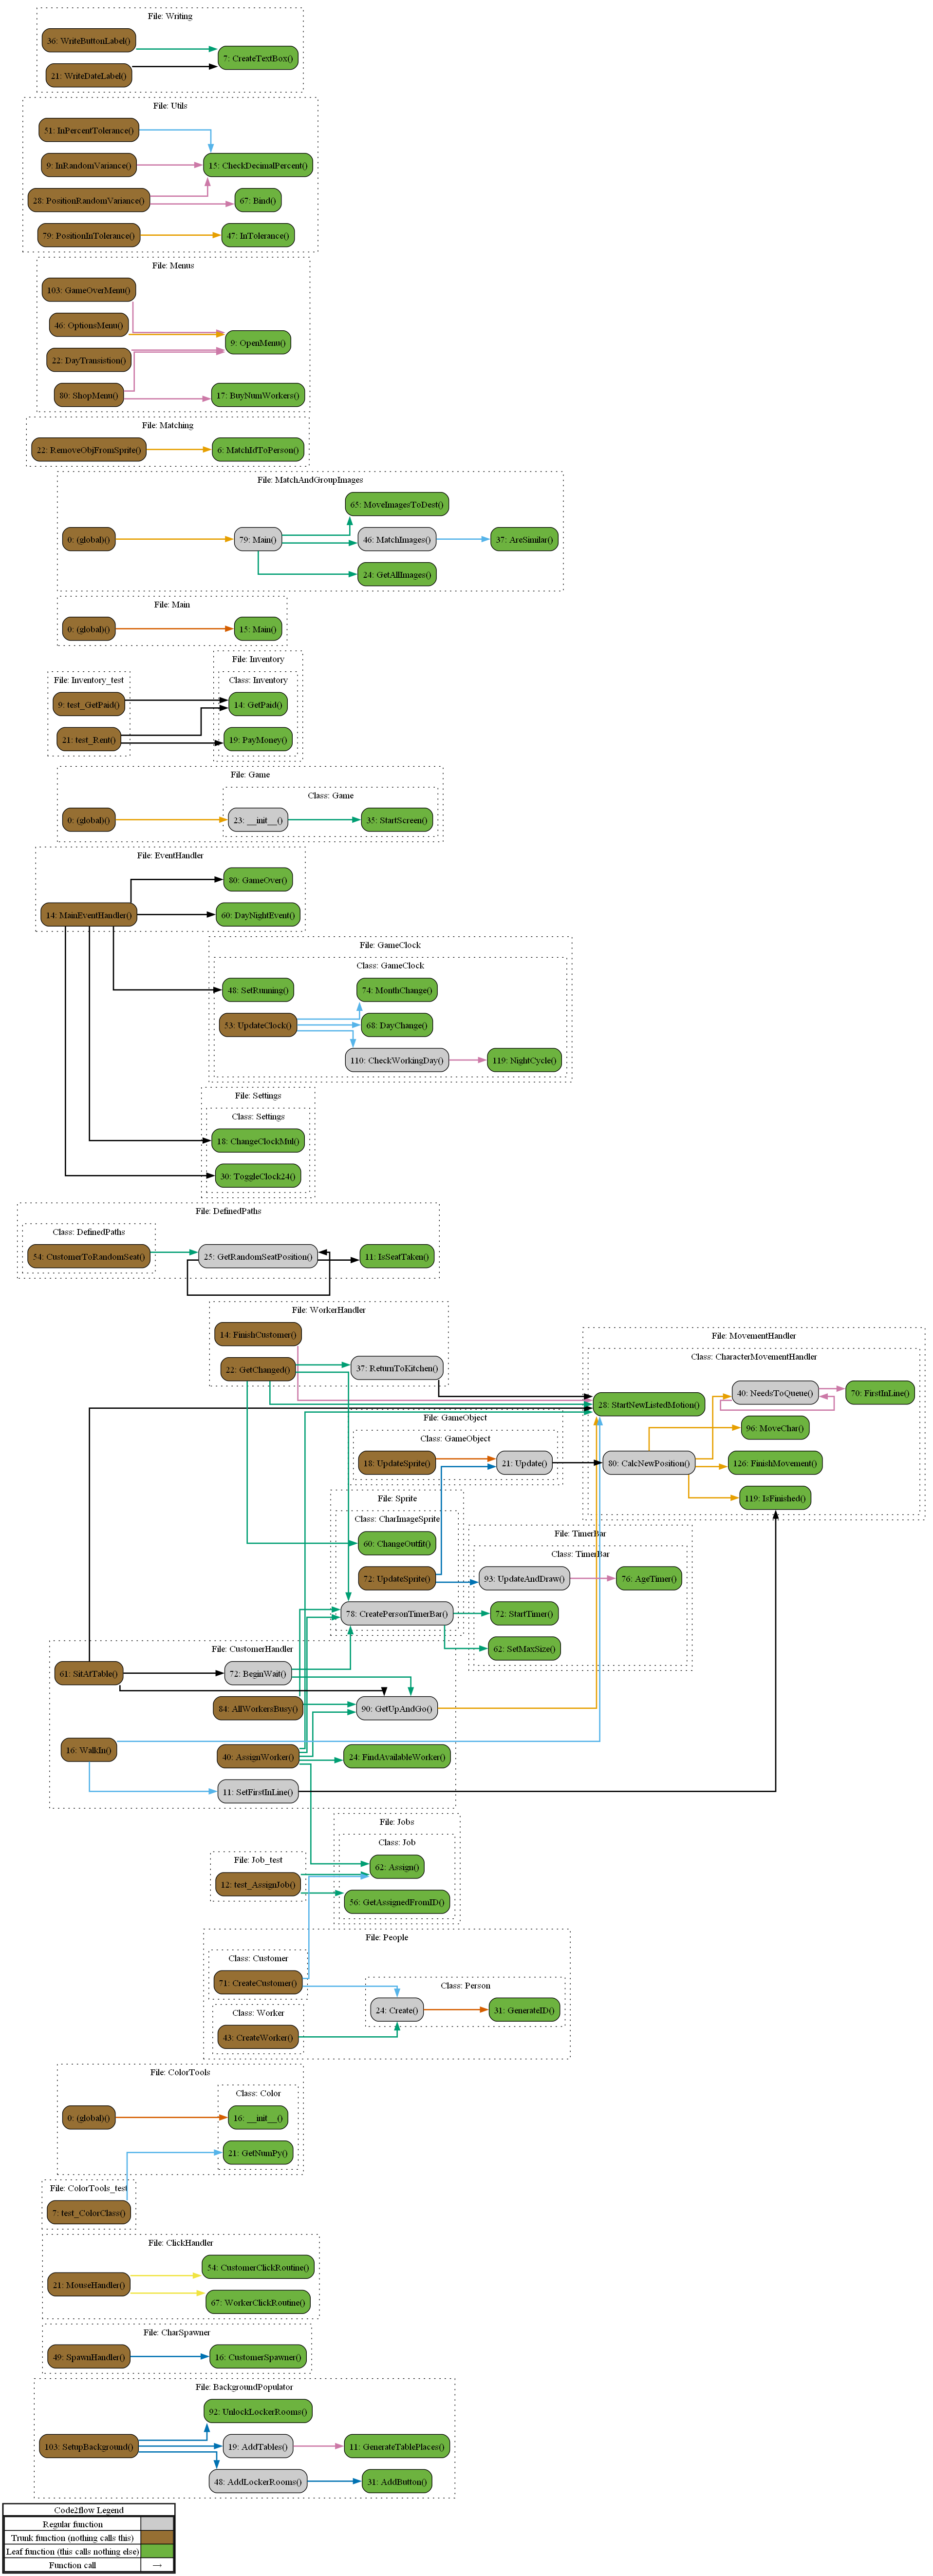 File: Writing
36: WriteButtonLabel()
7: CreateTextBox()
21: WriteDateLabel()
File: Utils
51: InPercentTolerance()
9: InRandomVariance()
15: CheckDecimalPercent()
28: PositionRandomVariance()
67: Bind()
79: PositionInTolerance()
47: InTolerance()
File: Menus
103: GameOverMenu()
46: OptionsMenu()
9: OpenMenu()
22: DayTransistion()
80: ShopMenu()
17: BuyNumWorkers()
File: Matching
22: RemoveObjFromSprite()
6: MatchIdToPerson()
File: MatchAndGroupImages
65: MoveImagesToDest()
0: (global)()
79: Main()
46: MatchImages()
37: AreSimilar()
24: GetAllImages()
File: Main
0: (global)()
15: Main()
File: Inventory
File: Inventory_test
Class: Inventory
9: test_GetPaid()
14: GetPaid()
21: test_Rent()
19: PayMoney()
File: Game
Class: Game
0: (global)()
23: __init__()
35: StartScreen()
File: EventHandler
80: GameOver()
14: MainEventHandler()
60: DayNightEvent()
File: GameClock
Class: GameClock
48: SetRunning()
74: MonthChange()
53: UpdateClock()
68: DayChange()
110: CheckWorkingDay()
119: NightCycle()
File: Settings
Class: Settings
18: ChangeClockMul()
30: ToggleClock24()
File: DefinedPaths
Class: DefinedPaths
54: CustomerToRandomSeat()
25: GetRandomSeatPosition()
11: IsSeatTaken()
File: WorkerHandler
14: FinishCustomer()
22: GetChanged()
37: ReturnToKitchen()
File: MovementHandler
Class: CharacterMovementHandler
40: NeedsToQueue()
70: FirstInLine()
28: StartNewListedMotion()
96: MoveChar()
80: CalcNewPosition()
126: FinishMovement()
119: IsFinished()
File: GameObject
Class: GameObject
18: UpdateSprite()
21: Update()
File: Sprite
Class: CharImageSprite
60: ChangeOutfit()
72: UpdateSprite()
78: CreatePersonTimerBar()
File: TimerBar
Class: TimerBar
93: UpdateAndDraw()
76: AgeTimer()
72: StartTimer()
62: SetMaxSize()
File: CustomerHandler
61: SitAtTable()
72: BeginWait()
84: AllWorkersBusy()
90: GetUpAndGo()
16: WalkIn()
40: AssignWorker()
24: FindAvailableWorker()
11: SetFirstInLine()
File: Jobs
Class: Job
File: Job_test
62: Assign()
12: test_AssignJob()
56: GetAssignedFromID()
File: People
Class: Customer
71: CreateCustomer()
Class: Person
24: Create()
31: GenerateID()
Class: Worker
43: CreateWorker()
File: ColorTools
Class: Color
0: (global)()
16: __init__()
21: GetNumPy()
File: ColorTools_test
7: test_ColorClass()
File: ClickHandler
54: CustomerClickRoutine()
21: MouseHandler()
67: WorkerClickRoutine()
File: CharSpawner
49: SpawnHandler()
16: CustomerSpawner()
File: BackgroundPopulator
92: UnlockLockerRooms()
103: SetupBackground()
19: AddTables()
11: GenerateTablePlaces()
48: AddLockerRooms()
31: AddButton()
Code2flow Legend
Regular function
Trunk function (nothing calls this)
Leaf function (this calls nothing else)
Function call →